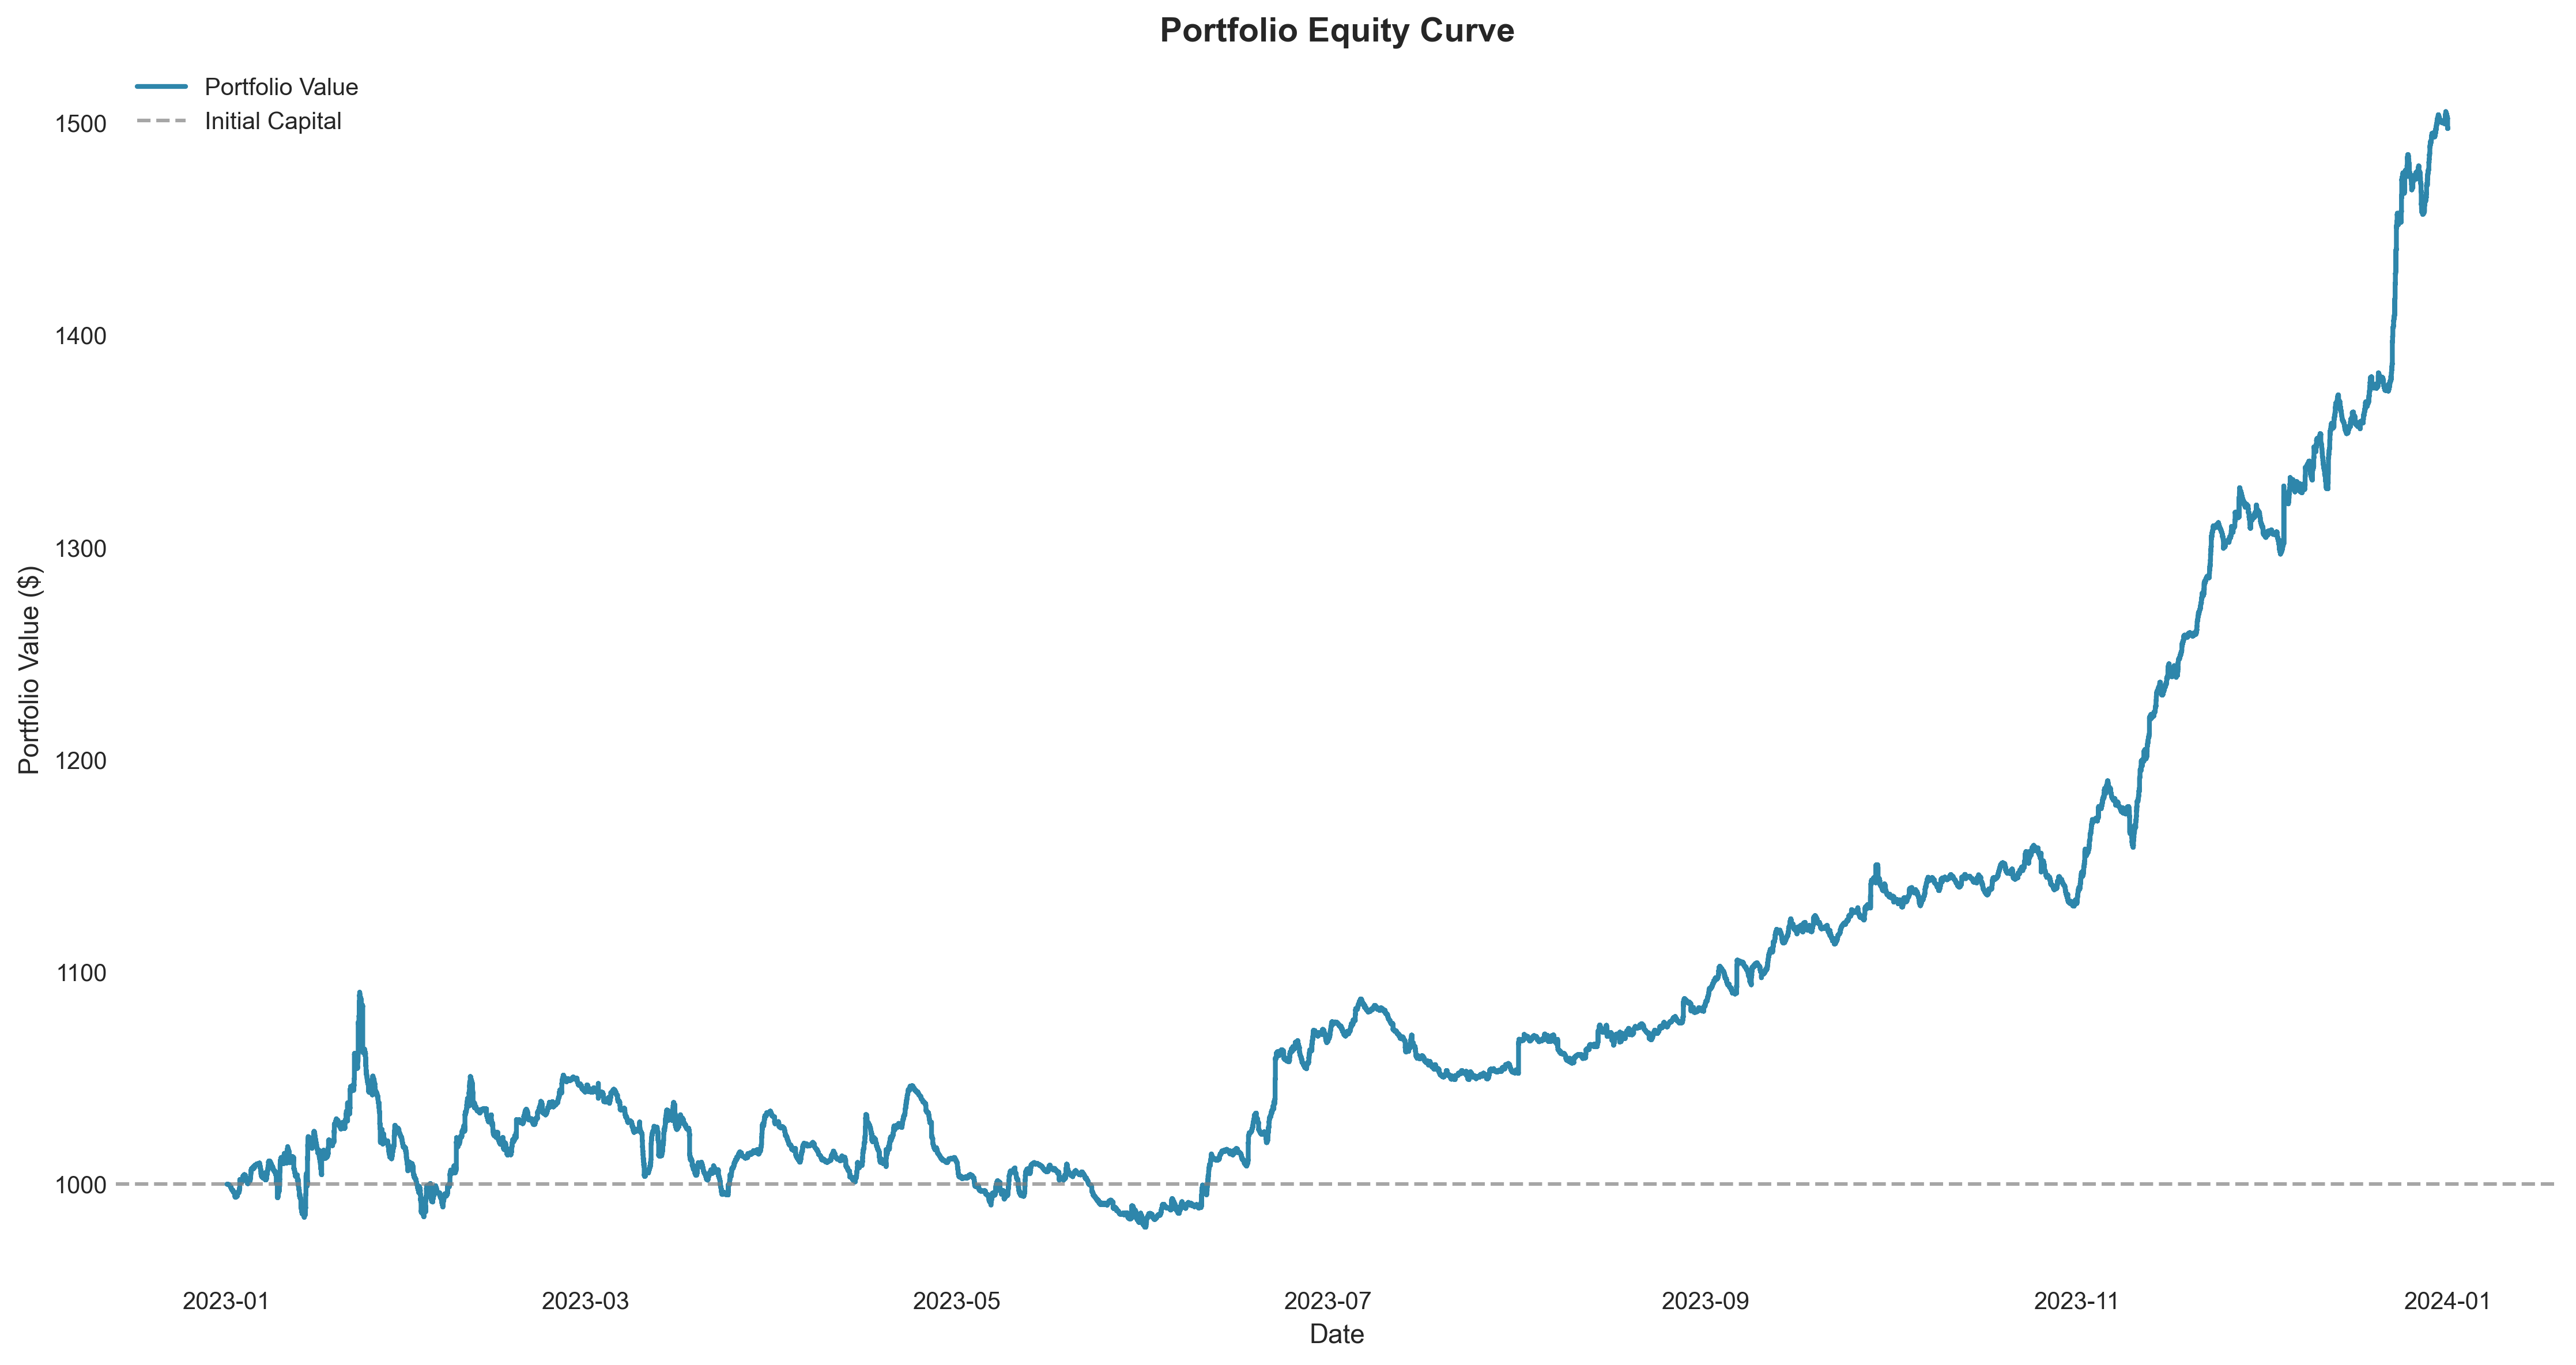 Portfolio Equity Curve
Portfolio Value
Initial Capital
1500
1400
1300
1200
1100
1000
Portfolio Value ($)
2023-01 2023-03 2023-05 2023-07 2023-09 2023-11 2024-01
Date